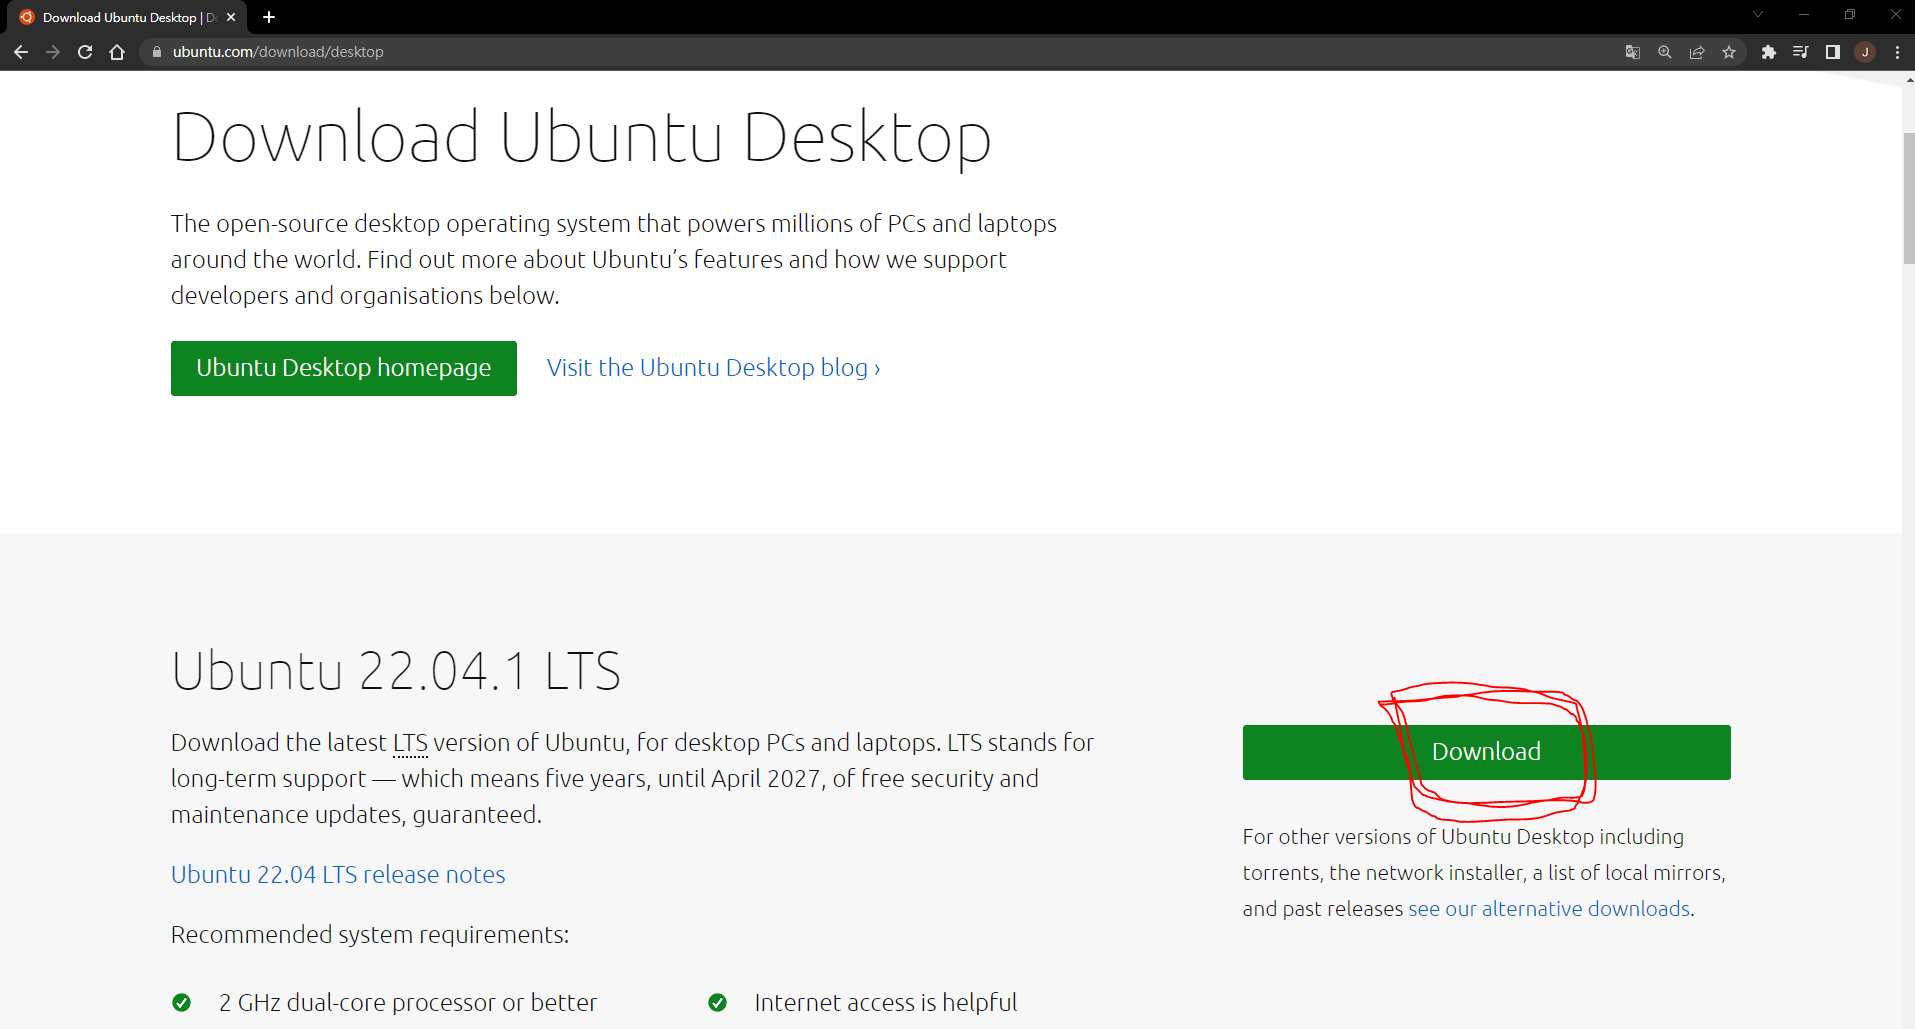 Download Ubuntu Desktop | D
ubuntu.com/download/desktop
J
Download Ubuntu Desktop
The open-source desktop operating system that powers millions of PCs and laptops
around the world. Find out more about Ubuntu’s features and how we support
developers and organisations below.
Ubuntu Desktop homepage
Visit the Ubuntu Desktop blog ›
Ubuntu 22.04.1 LTS
Download the latest LTS version of Ubuntu, for desktop PCs and laptops. LTS stands for
long-term support — which means five years, until April 2027, of free security and
maintenance updates, guaranteed.
Ubuntu 22.04 LTS release notes
Recommended system requirements:
2 GHz dual-core processor or better
Internet access is helpful
Download
For other versions of Ubuntu Desktop including
torrents, the network installer, a list of local mirrors,
and past releases see our alternative downloads.